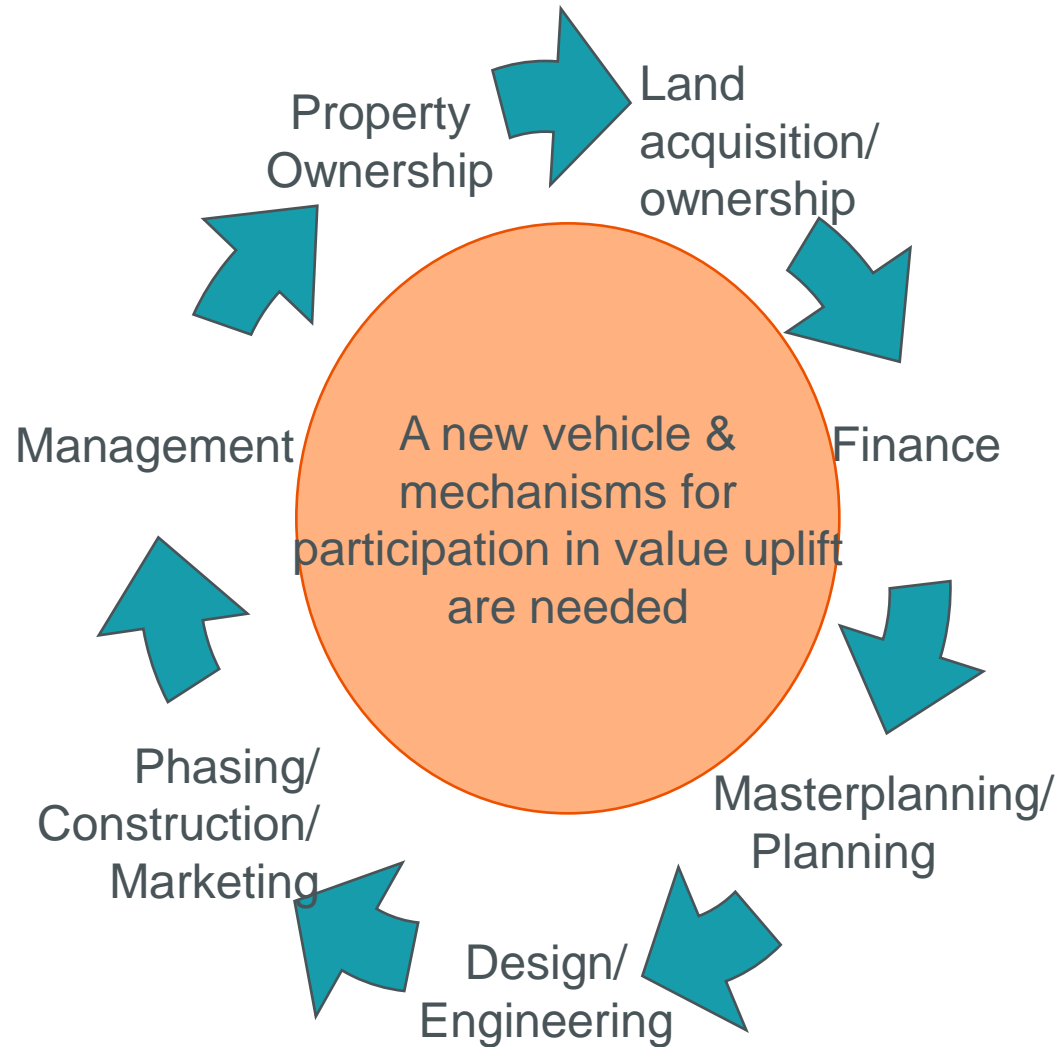 Property
Ownership
Land
acquisition/
ownership
Management
A new vehicle &
mechanisms for
participation in value uplift
are needed
Finance
Phasing/
Construction/
Marketing
Masterplanning/
Planning
Design/
Engineering